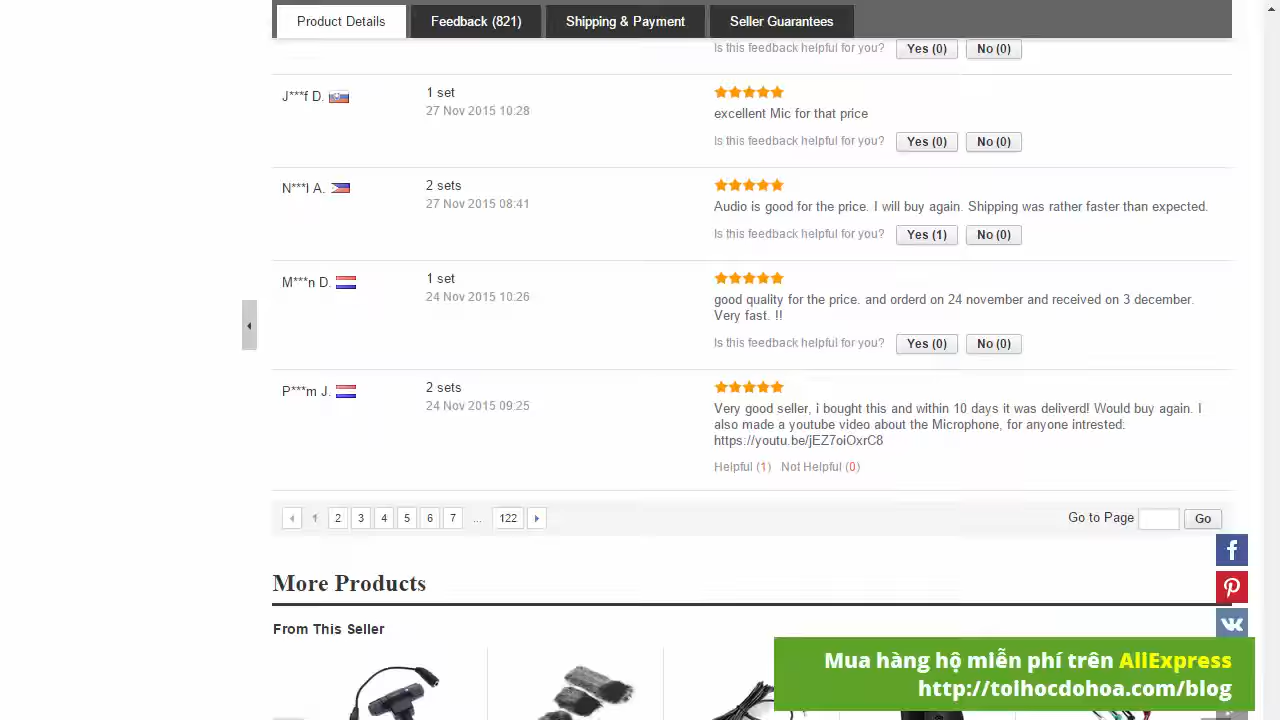 Product Details Feedback (821) Shipping & Payment Seller Guarantees
Is this feedback helpful for you? Yes (0) No (0)
J***f D. 1 set
27 Nov 2015 10:28
excellent Mic for that price
Is this feedback helpful for you? Yes (0) No (0)
N***l A. 2 sets
27 Nov 2015 08:41
Audio is good for the price. I will buy again. Shipping was rather faster than expected.
Is this feedback helpful for you? Yes (1) No (0)
M***n D. 1 set
24 Nov 2015 10:26
good quality for the price. and orderd on 24 november and received on 3 december.
Very fast. !!
Is this feedback helpful for you? Yes (0) No (0)
P***m J. 2 sets
24 Nov 2015 09:25
Very good seller, i bought this and within 10 days it was deliverd! Would buy again. I
also made a youtube video about the Microphone, for anyone intrested:
https://youtu.be/jEZ7oiOxrC8
Helpful (1) Not Helpful (0)
1 2 3 4 5 6 7 ... 122 Go to Page Go
More Products
From This Seller
Mua hàng hộ miễn phí trên AliExpress
http://toihocdohoa.com/blog